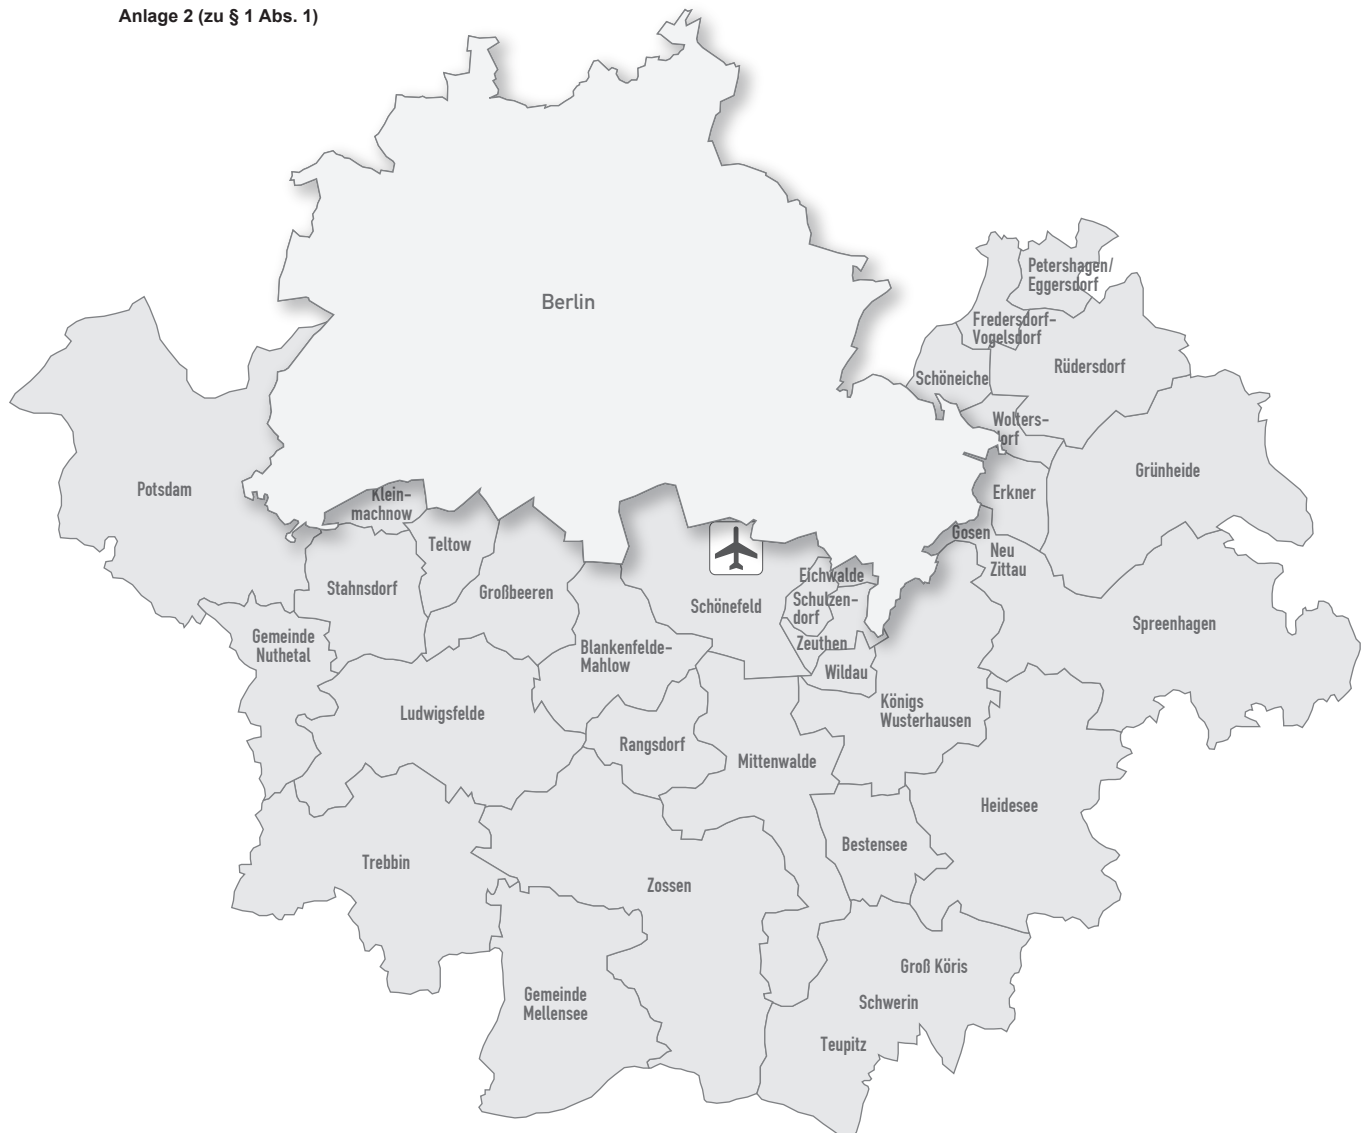 Anlage 2 (zu § 1 Abs. 1)
Berlin
Petershagen/
Eggersdorf
Fredersdorf-
Vogelsdorf
Rüdersdorf
Schöneiche
Wolters-
dorf
Grünheide
Erkner
Potsdam
Klein-
machnow
Gosen
Neu
Zittau
Teltow
Stahnsdorf
Großbeeren
Schönefeld
Eichwalde
Schulzen-
dorf
Zeuthen
Wildau
Spreenhagen
Gemeinde
Nuthetal
Blankenfelde-
Mahlow
Ludwigsfelde
Königs
Wusterhausen
Rangsdorf
Mittenwalde
Heidesee
Bestensee
Trebbin
Zossen
Groß Köris
Gemeinde
Mellensee
Schwerin
Teupitz